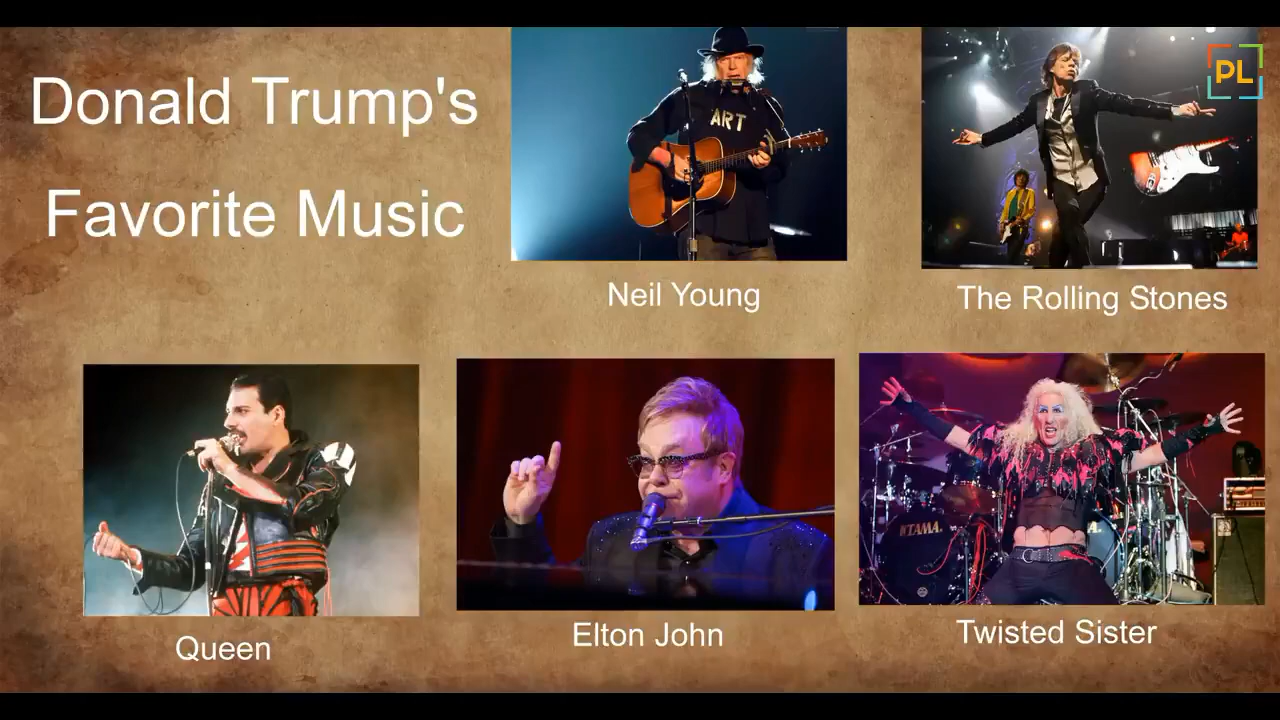 Donald Trump's
Favorite Music
PL
ART
Neil Young
The Rolling Stones
TAMA.
Queen
Elton John
Twisted Sister